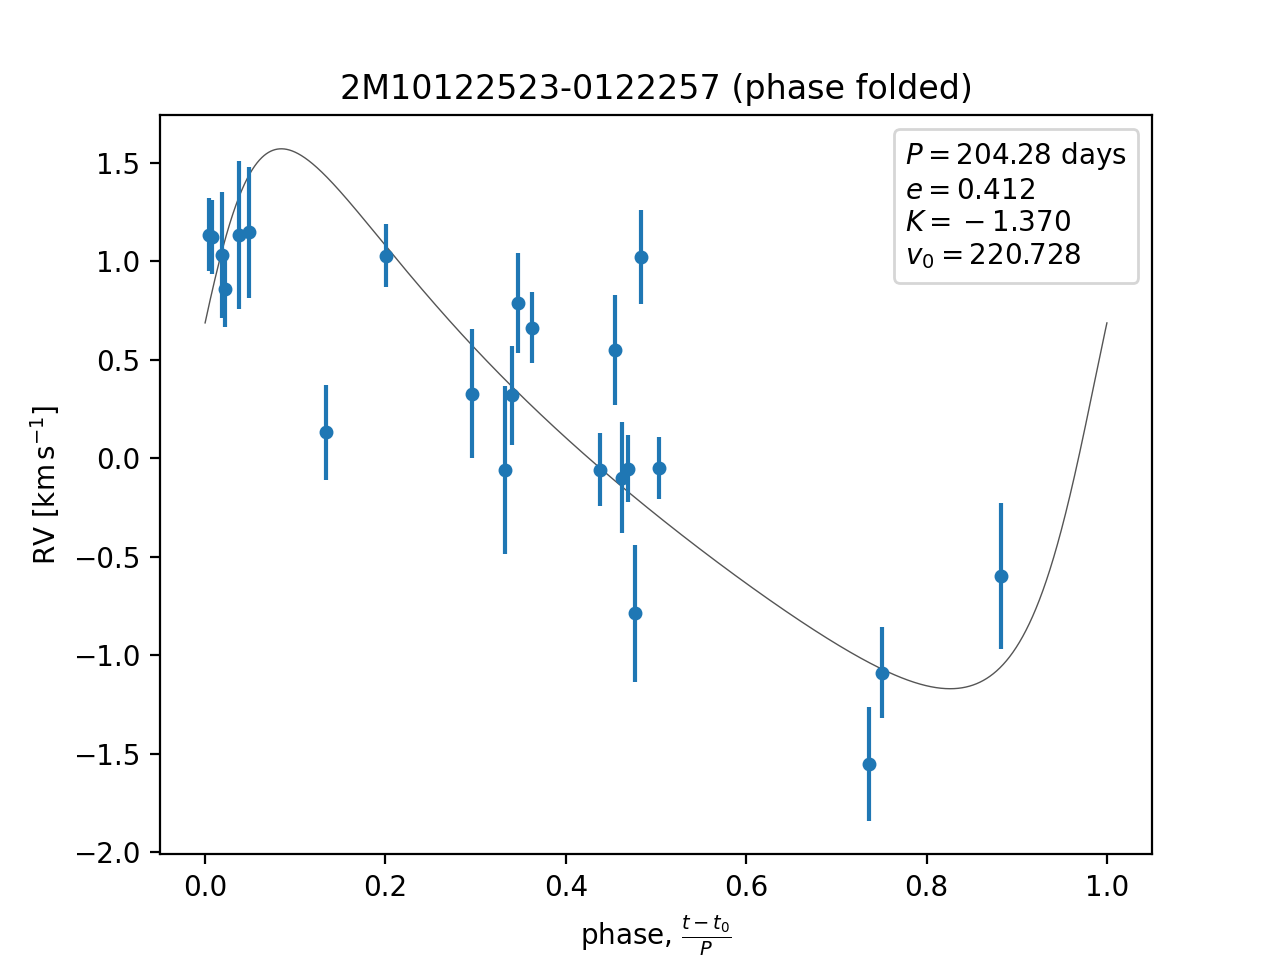 2M10122523-0122257 (phase folded)
P = 204.28 days
e = 0.412
K = −1.370
v₀ = 220.728
1.5
1.0
0.5
0.0
−0.5
−1.0
−1.5
−2.0
RV [km s⁻¹]
0.0 0.2 0.4 0.6 0.8 1.0
phase, (t − t₀)/P